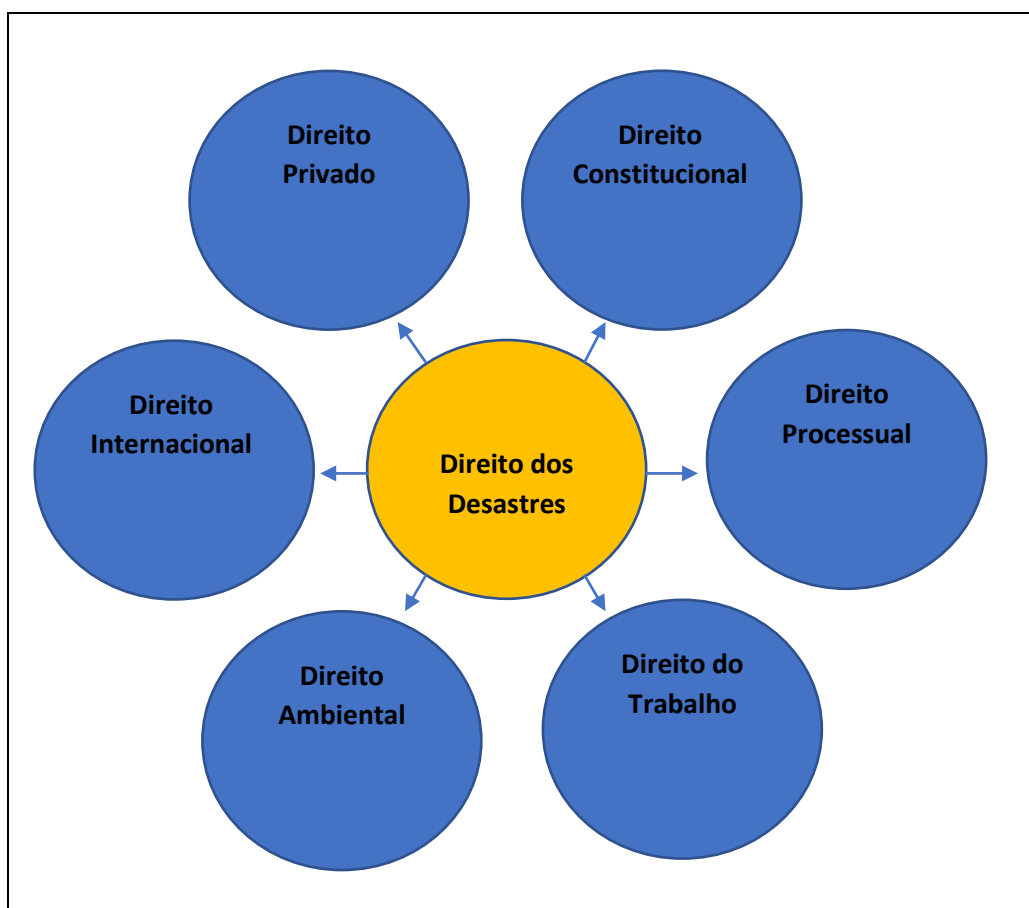 Direito
Privado
Direito
Constitucional
Direito
Internacional
Direito dos
Desastres
Direito
Processual
Direito
Ambiental
Direito do
Trabalho